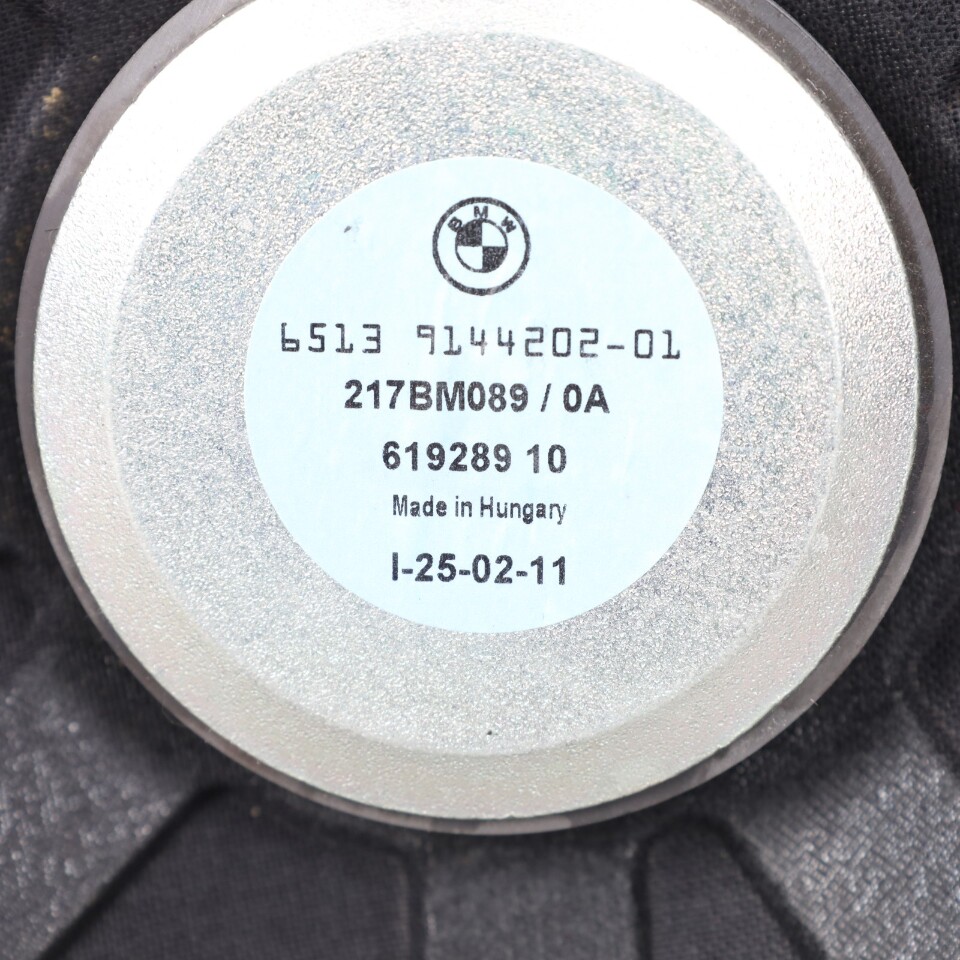 BMW
6513 9144202-01
217BM089 / 0A
619289 10
Made in Hungary
I-25-02-11